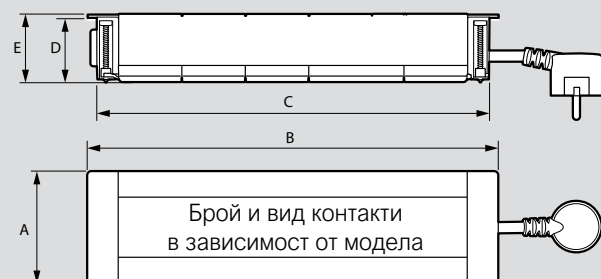 E
D
C
B
A
Брой и вид контакти
в зависимост от модела